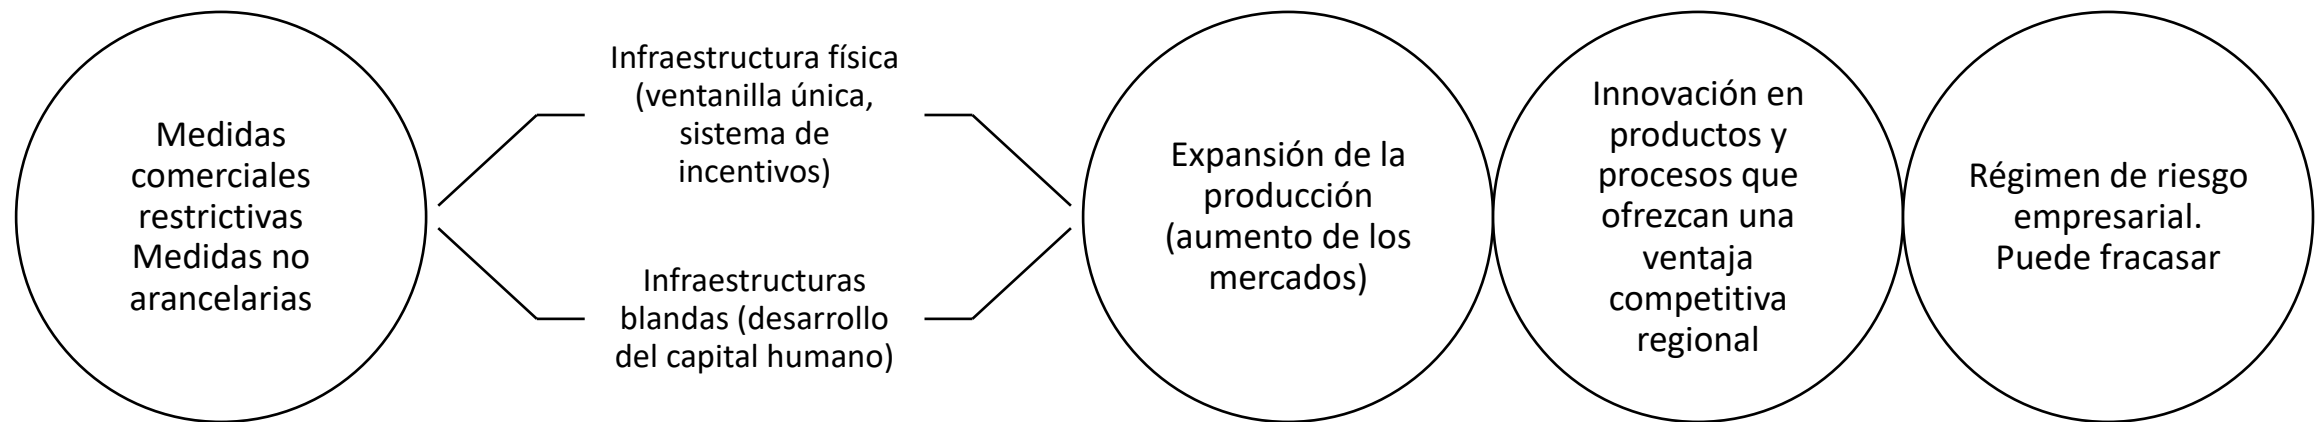 Medidas
comerciales
restrictivas
Medidas no
arancelarias
Infraestructura física
(ventanilla única,
sistema de
incentivos)
Infraestructuras
blandas (desarrollo
del capital humano)
Expansión de la
producción
(aumento de los
mercados)
Innovación en
productos y
procesos que
ofrezcan una
ventaja
competitiva
regional
Régimen de riesgo
empresarial.
Puede fracasar